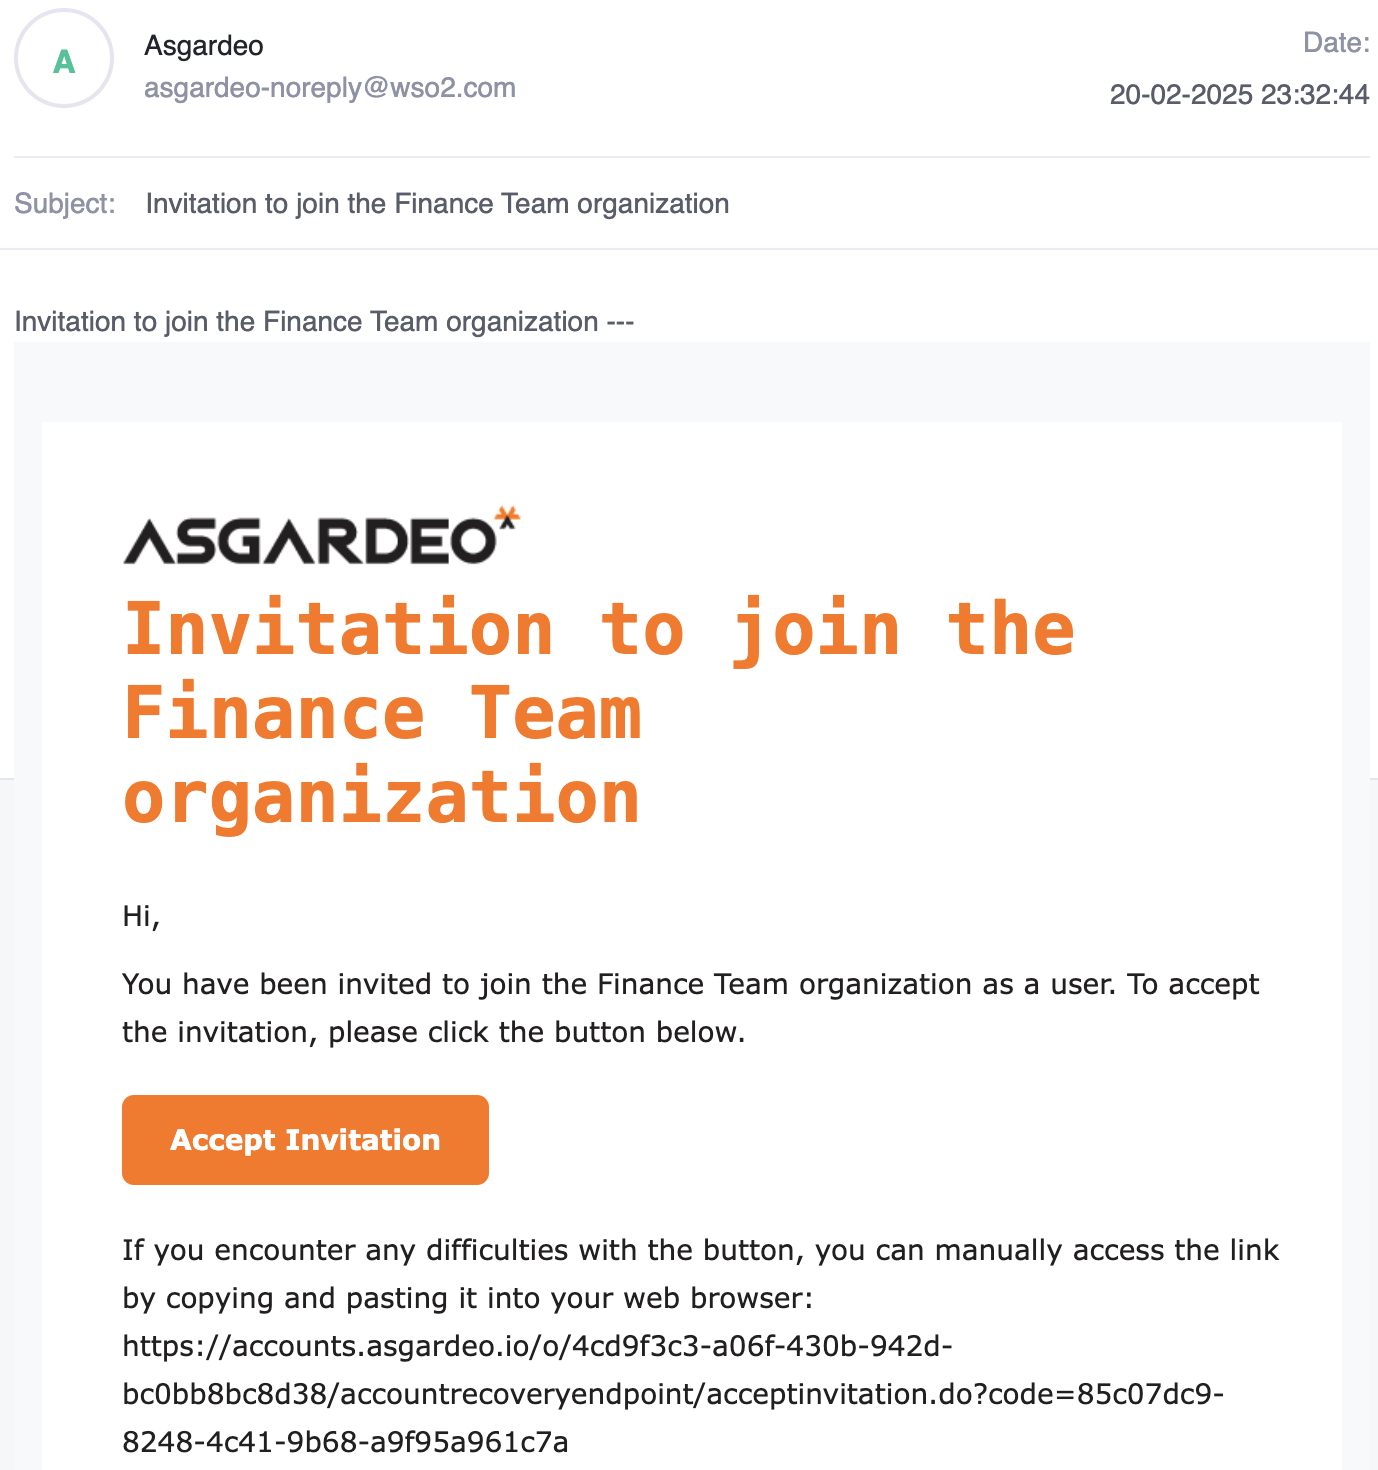 A
Asgardeo
asgardeo-noreply@wso2.com
Date:
20-02-2025 23:32:44
Subject: Invitation to join the Finance Team organization
Invitation to join the Finance Team organization ---
ASGARDEO
Invitation to join the
Finance Team
organization
Hi,
You have been invited to join the Finance Team organization as a user. To accept
the invitation, please click the button below.
Accept Invitation
If you encounter any difficulties with the button, you can manually access the link
by copying and pasting it into your web browser:
https://accounts.asgardeo.io/o/4cd9f3c3-a06f-430b-942d-
bc0bb8bc8d38/accountrecoveryendpoint/acceptinvitation.do?code=85c07dc9-
8248-4c41-9b68-a9f95a961c7a